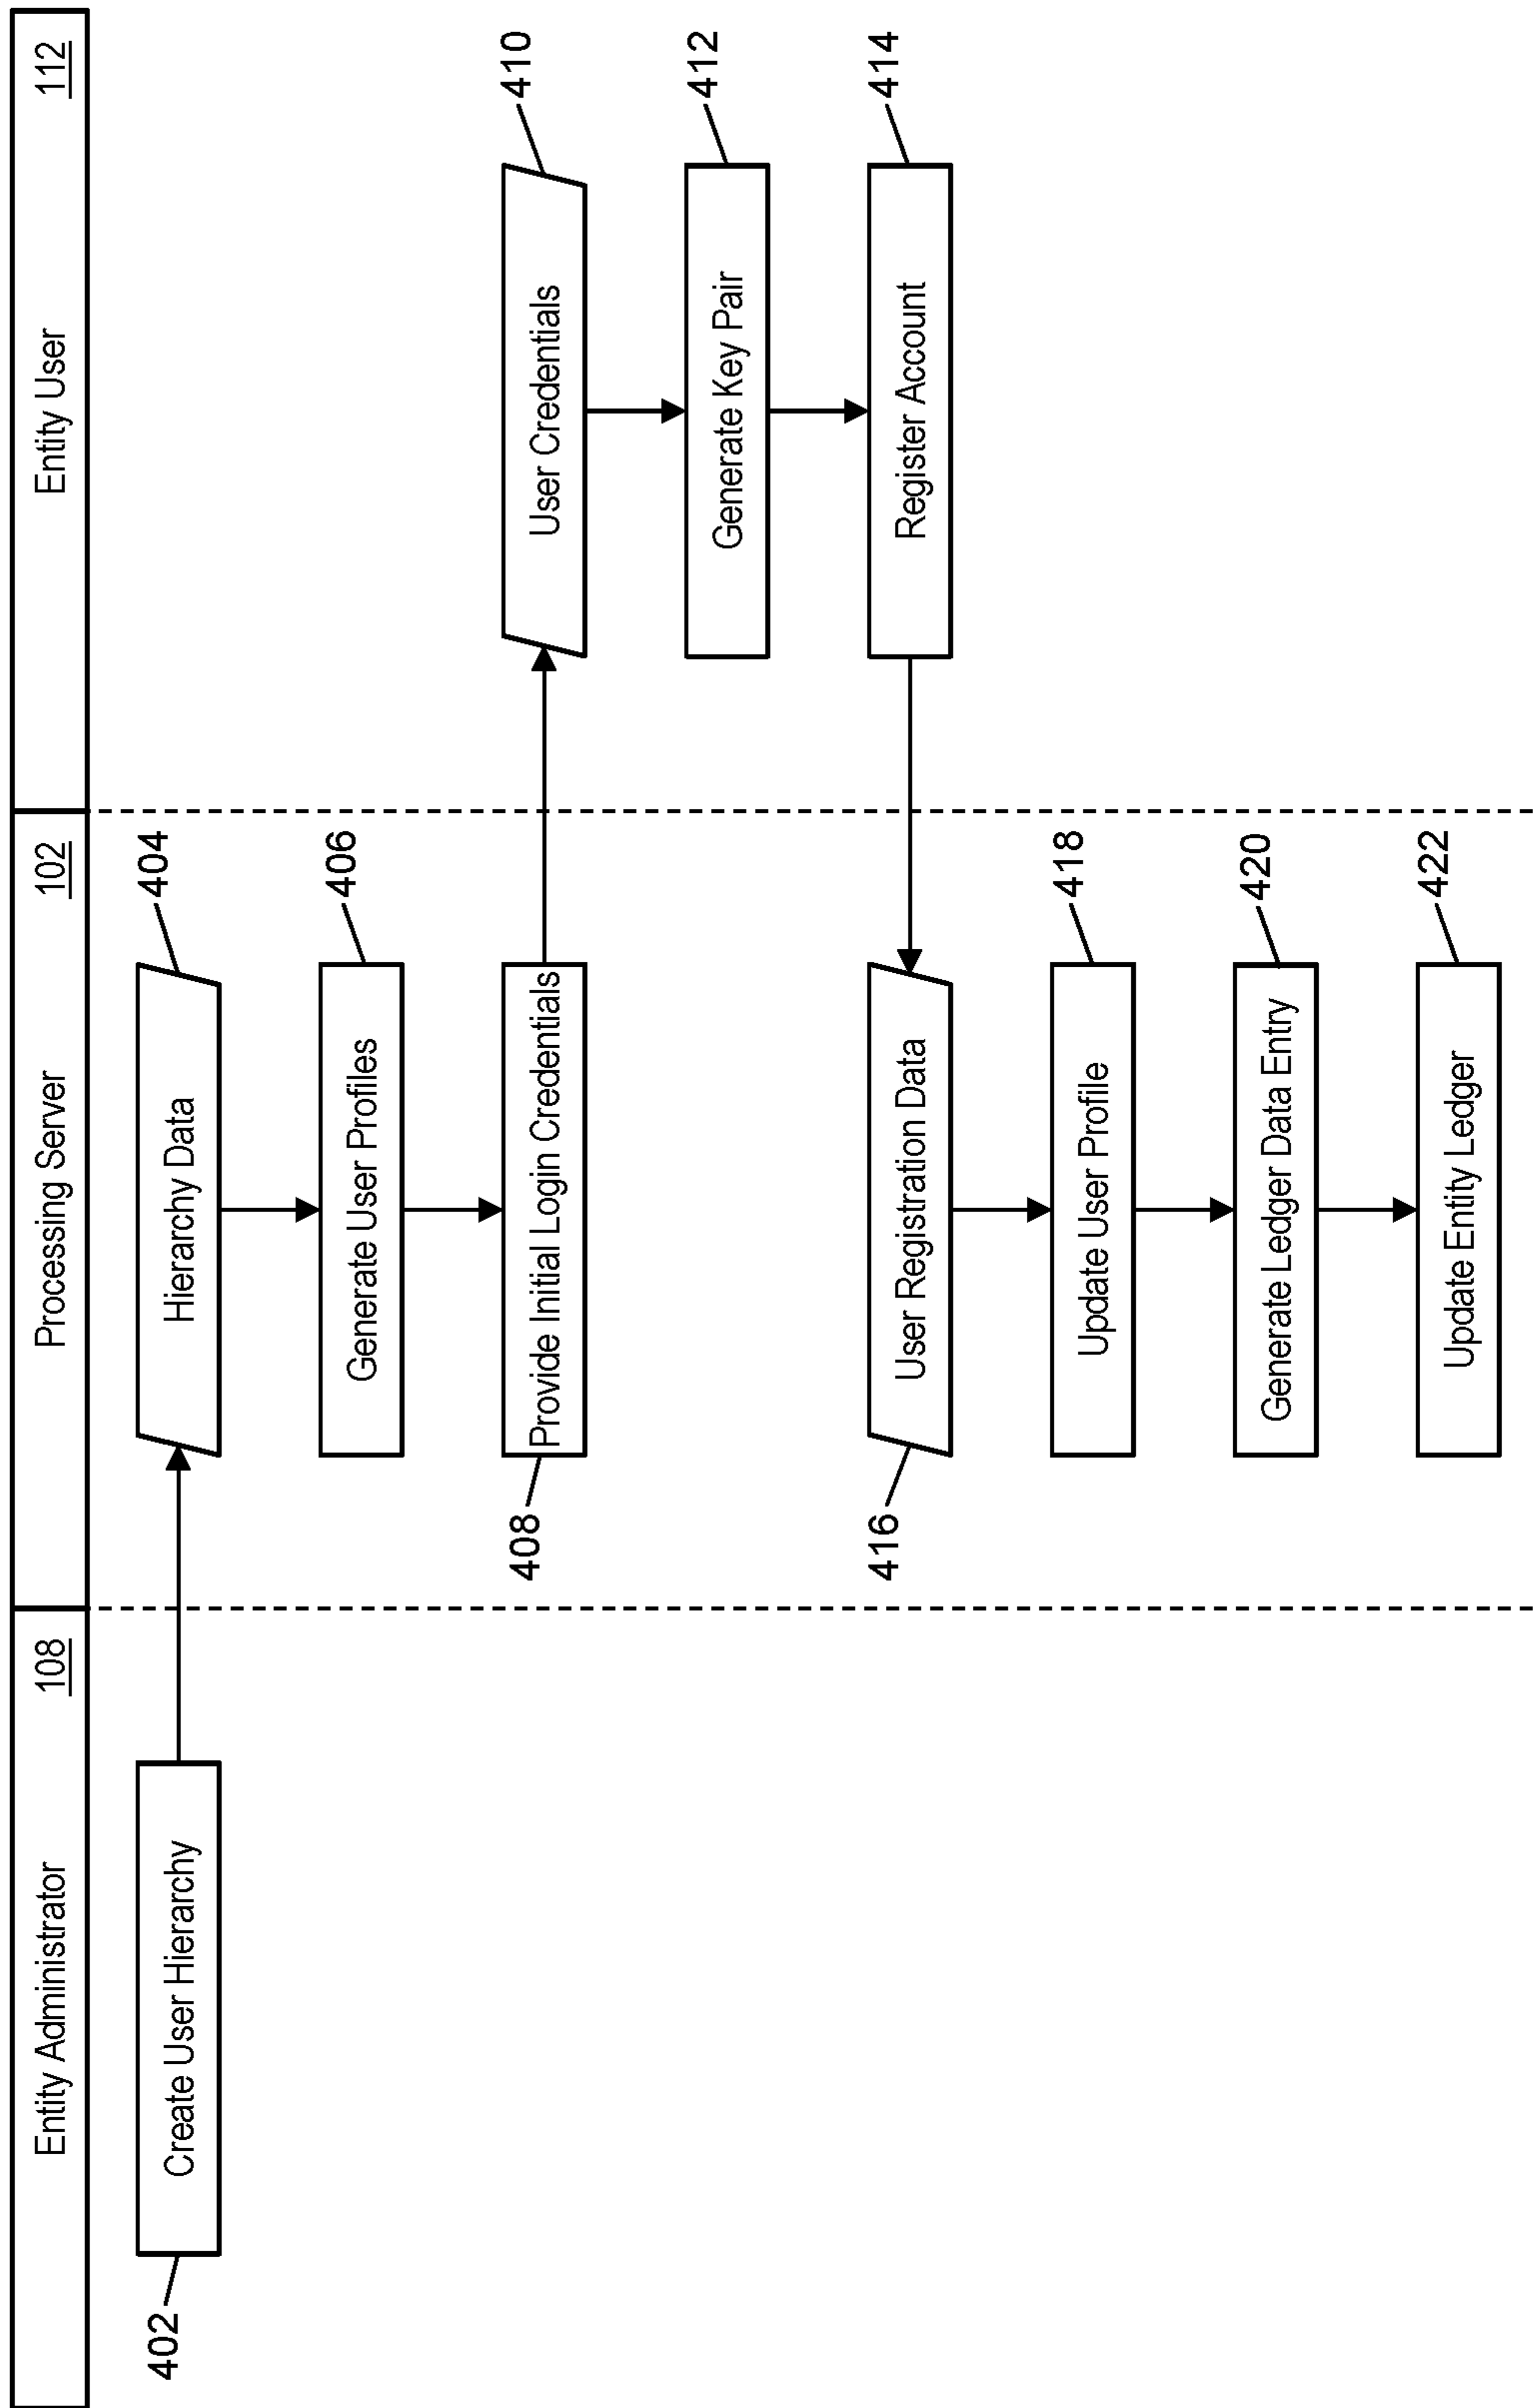 Entity Administrator 108
Processing Server 102
Entity User 112
402
Create User Hierarchy
Hierarchy Data
404
Generate User Profiles
406
408
Provide Initial Login Credentials
User Credentials
410
Generate Key Pair
412
Register Account
414
416
User Registration Data
Update User Profile
418
Generate Ledger Data Entry
420
Update Entity Ledger
422